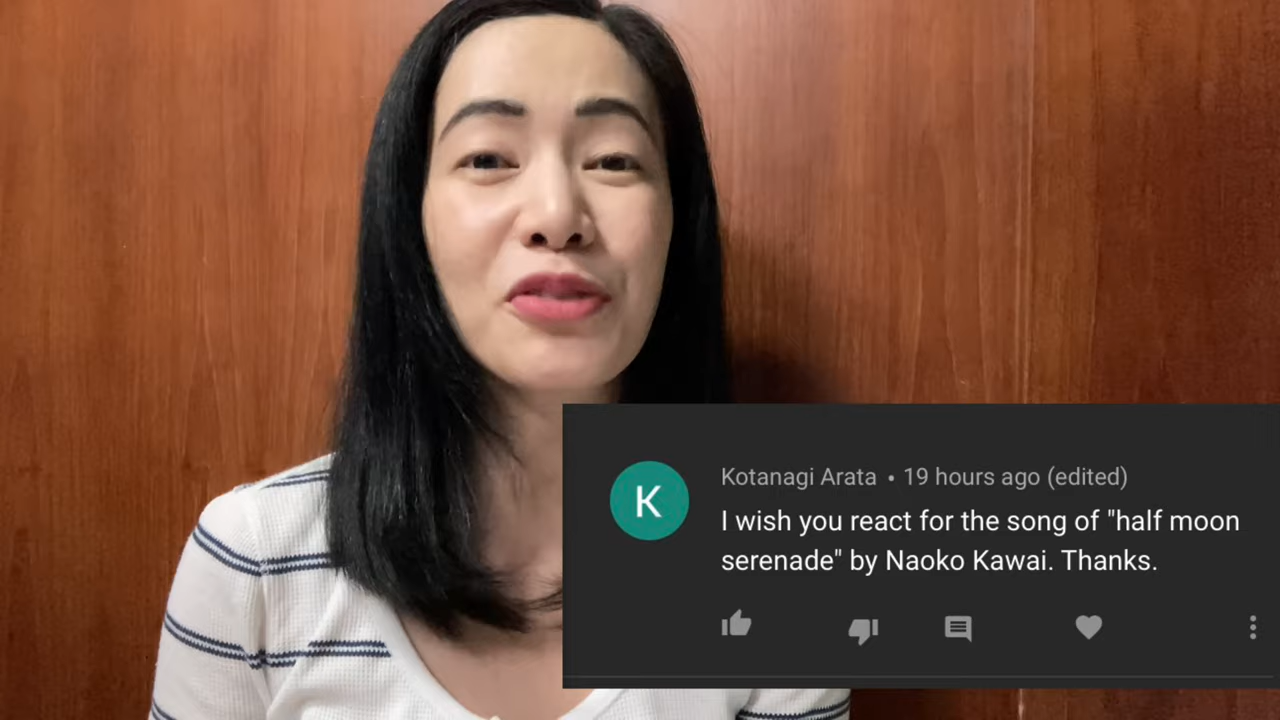 K
Kotanagi Arata • 19 hours ago (edited)
I wish you react for the song of "half moon
serenade" by Naoko Kawai. Thanks.